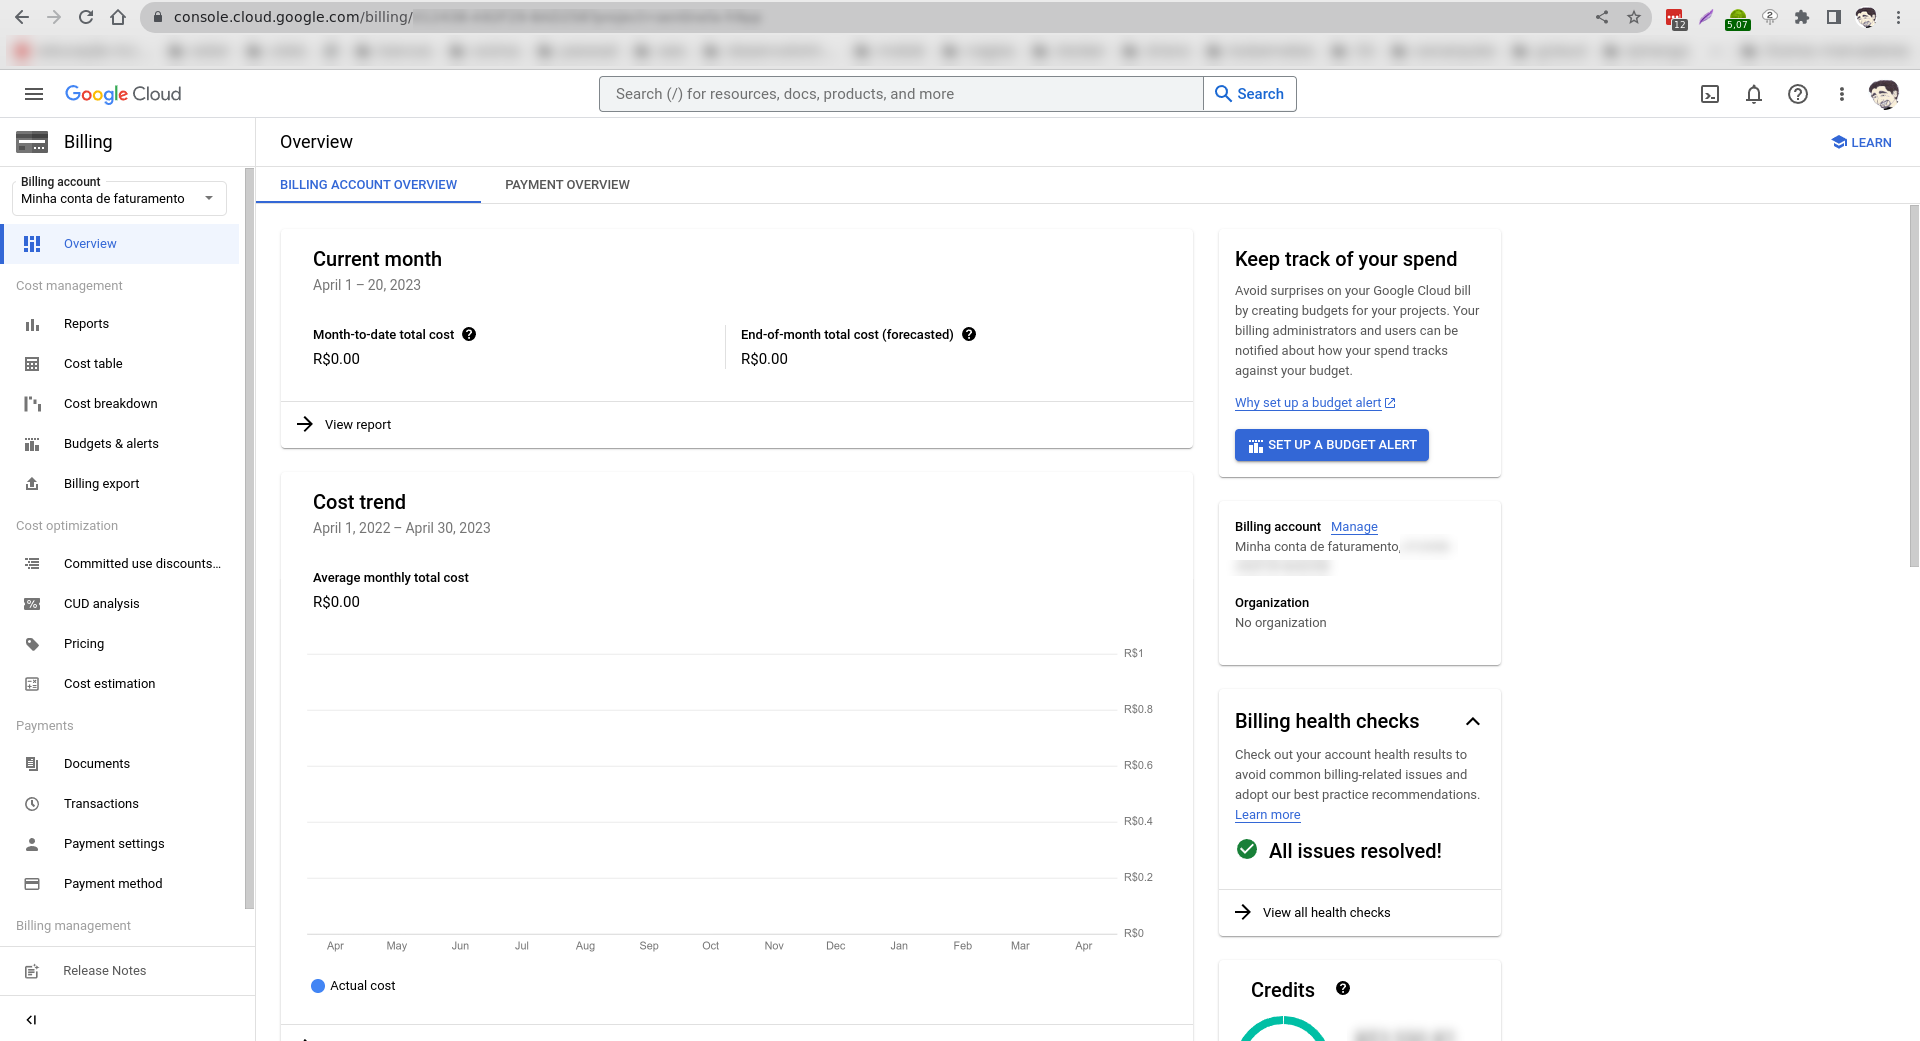 console.cloud.google.com/billing/
12
5,07
Google Cloud
Search (/) for resources, docs, products, and more
Search
Billing
Overview
LEARN
Billing account
Minha conta de faturamento
BILLING ACCOUNT OVERVIEW
PAYMENT OVERVIEW
Overview
Cost management
Reports
Cost table
Cost breakdown
Budgets & alerts
Billing export
Cost optimization
Committed use discounts...
CUD analysis
Pricing
Cost estimation
Payments
Documents
Transactions
Payment settings
Payment method
Billing management
Release Notes
Current month
April 1 – 20, 2023
Month-to-date total cost
R$0.00
End-of-month total cost (forecasted)
R$0.00
View report
Cost trend
April 1, 2022 – April 30, 2023
Average monthly total cost
R$0.00
R$1
R$0.8
R$0.6
R$0.4
R$0.2
R$0
Apr May Jun Jul Aug Sep Oct Nov Dec Jan Feb Mar Apr
Actual cost
Keep track of your spend
Avoid surprises on your Google Cloud bill
by creating budgets for your projects. Your
billing administrators and users can be
notified about how your spend tracks
against your budget.
Why set up a budget alert
SET UP A BUDGET ALERT
Billing account Manage
Minha conta de faturamento,
Organization
No organization
Billing health checks
Check out your account health results to
avoid common billing-related issues and
adopt our best practice recommendations.
Learn more
All issues resolved!
View all health checks
Credits